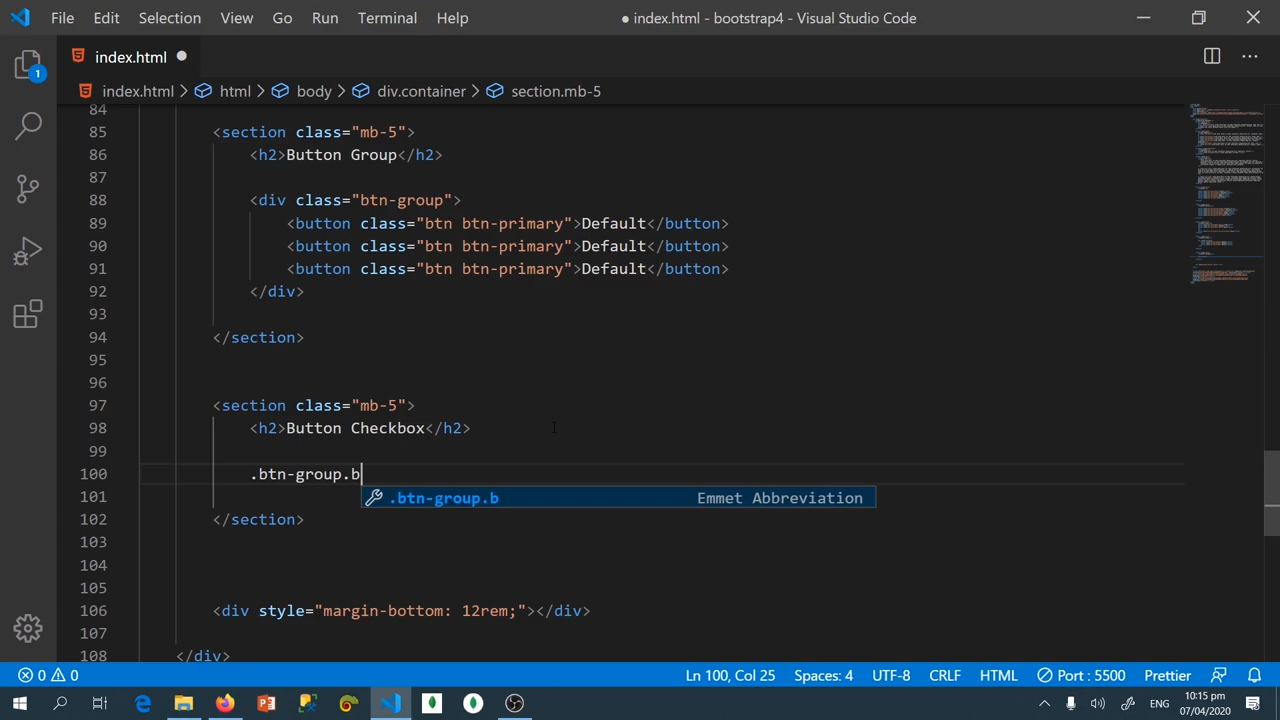 File Edit Selection View Go Run Terminal Help ● index.html - bootstrap4 - Visual Studio Code
index.html
index.html > html > body > div.container > section.mb-5
84
85 <section class="mb-5">
86 <h2>Button Group</h2>
87
88 <div class="btn-group">
89 <button class="btn btn-primary">Default</button>
90 <button class="btn btn-primary">Default</button>
91 <button class="btn btn-primary">Default</button>
92 </div>
93
94 </section>
95
96
97 <section class="mb-5">
98 <h2>Button Checkbox</h2>
99
100 .btn-group.b
101 .btn-group.b Emmet Abbreviation
102 </section>
103
104
105
106 <div style="margin-bottom: 12rem;"></div>
107
108 </div>
1
0 0 Ln 100, Col 25 Spaces: 4 UTF-8 CRLF HTML Port : 5500 Prettier
ENG 10:15 pm
07/04/2020